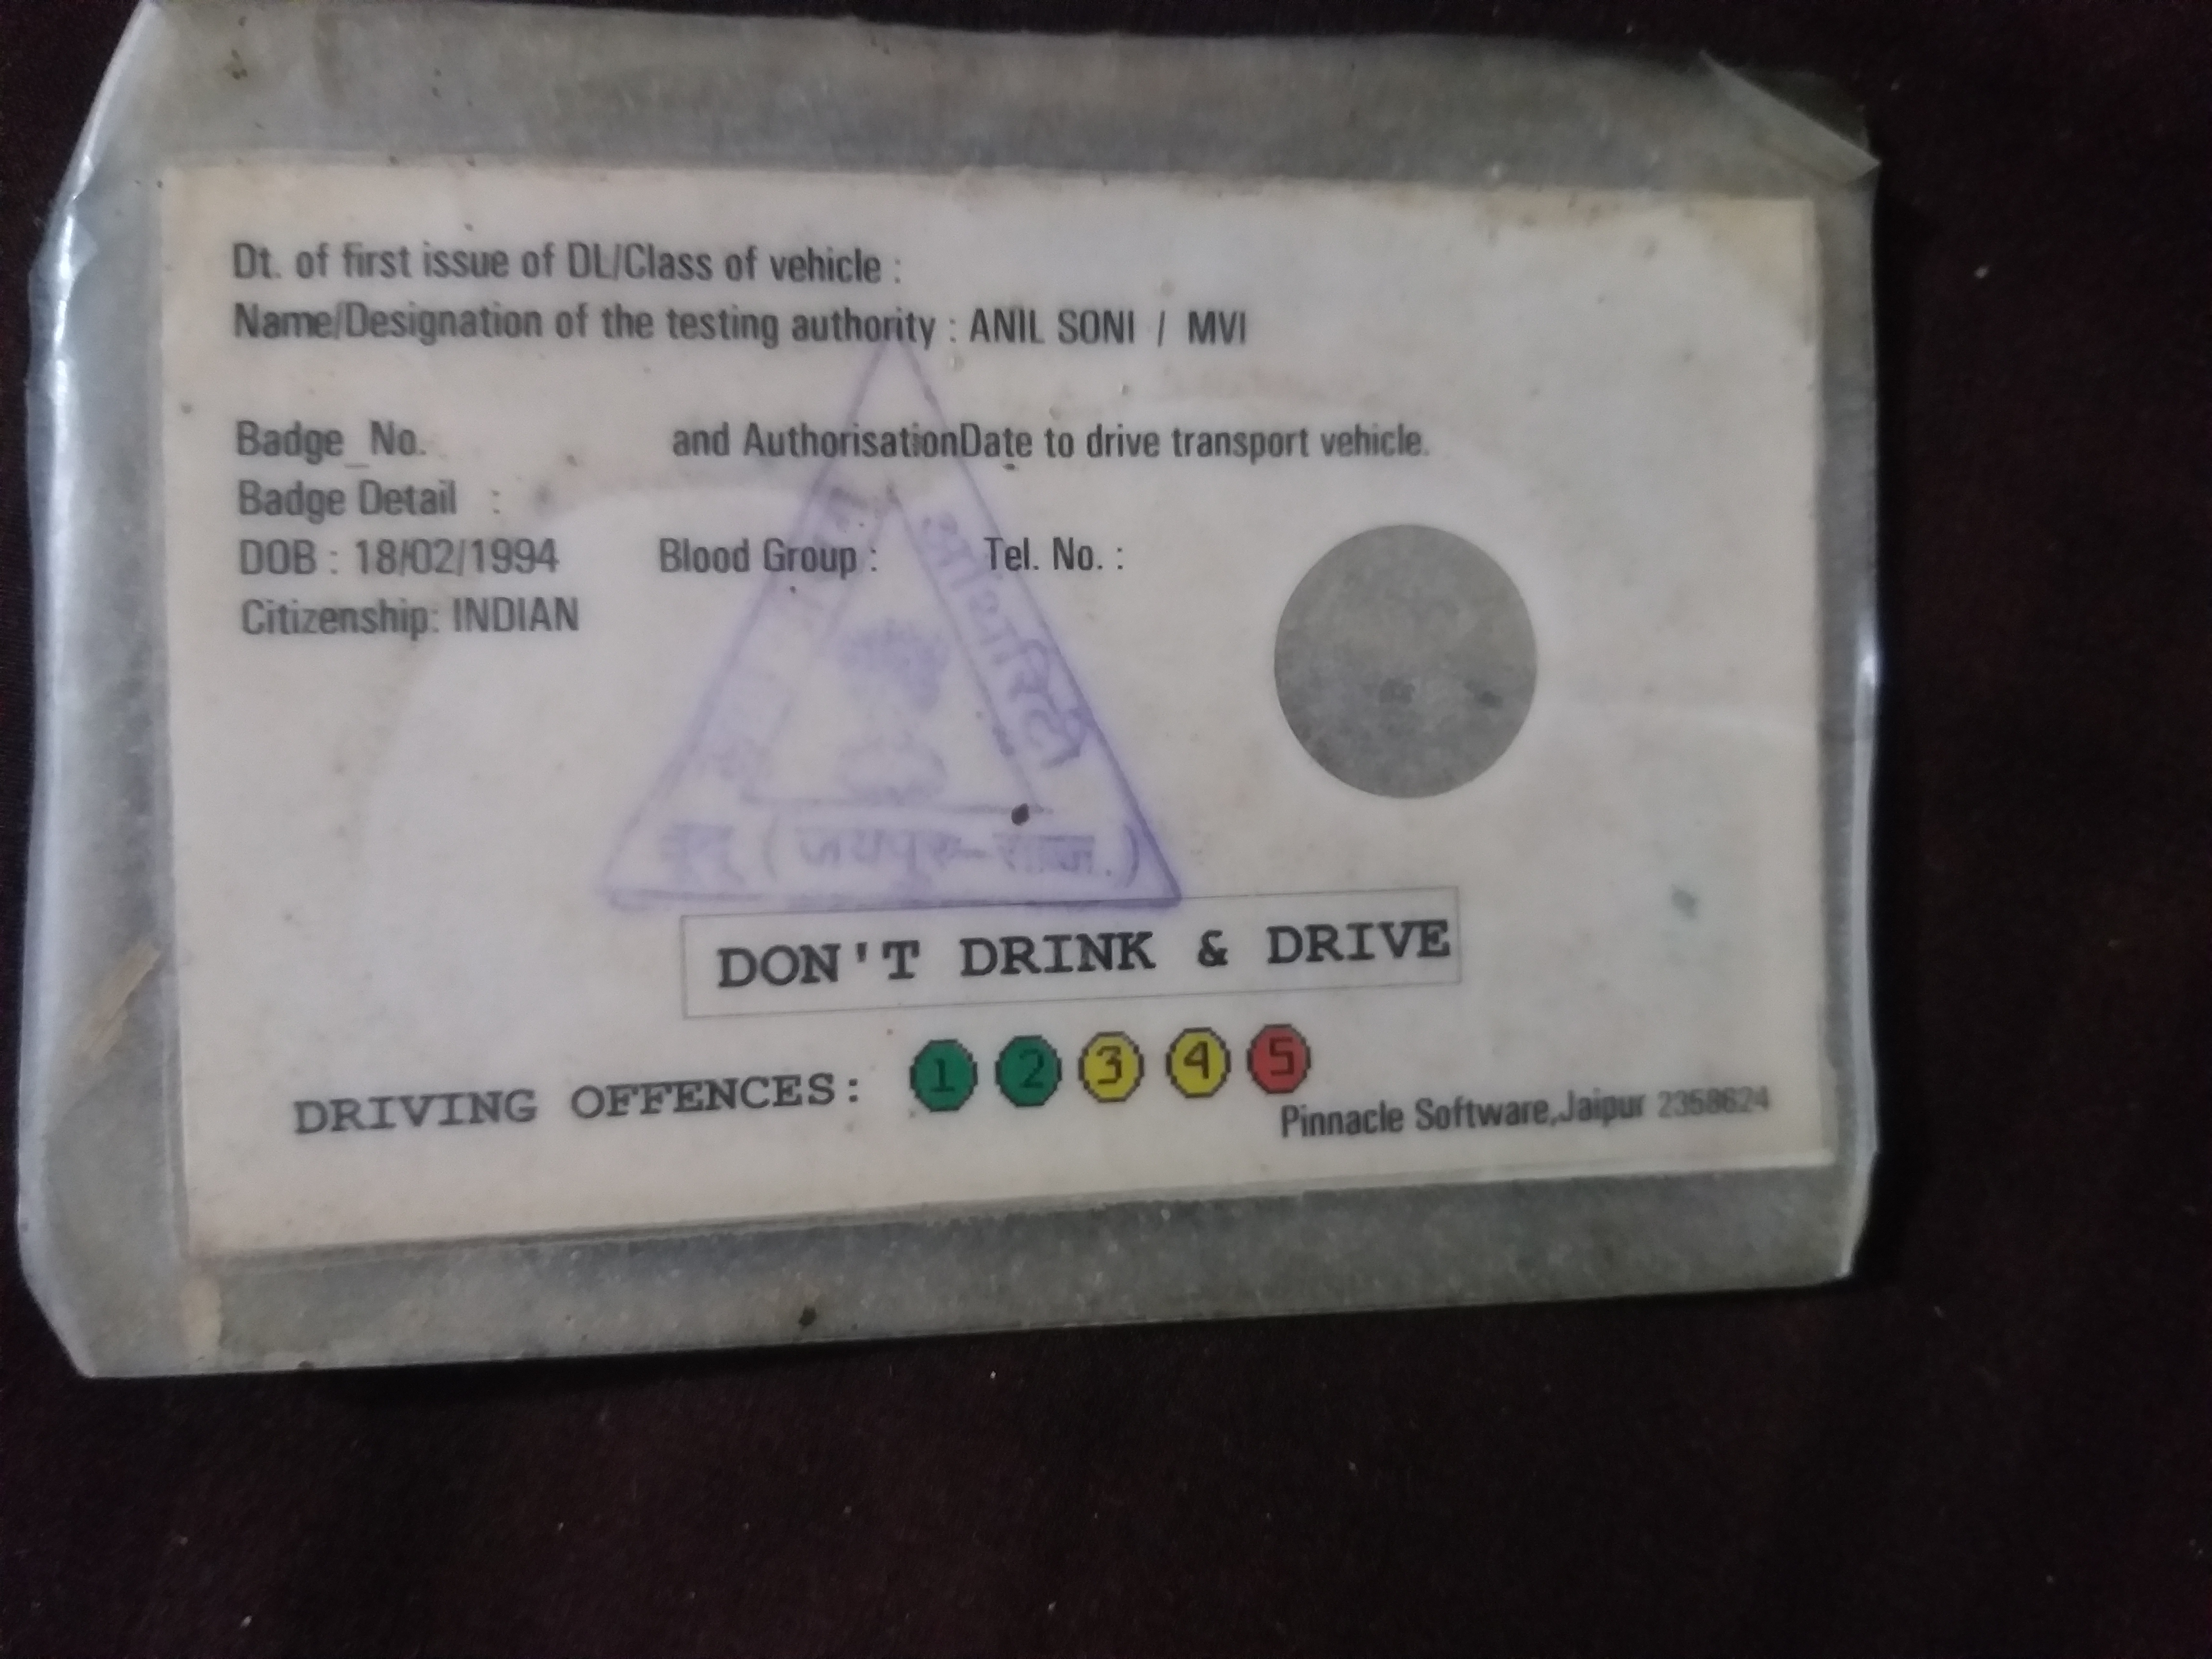 Dt. of first issue of DL/Class of vehicle :
Name/Designation of the testing authority : ANIL SONI / MVI
Badge_No. and AuthorisationDate to drive transport vehicle.
Badge Detail :
DOB : 18/02/1994 Blood Group : Tel. No. :
Citizenship: INDIAN
(जयपुर-राज.)
DON'T DRINK & DRIVE
DRIVING OFFENCES: 1 2 3 4 5
Pinnacle Software,Jaipur 2358624